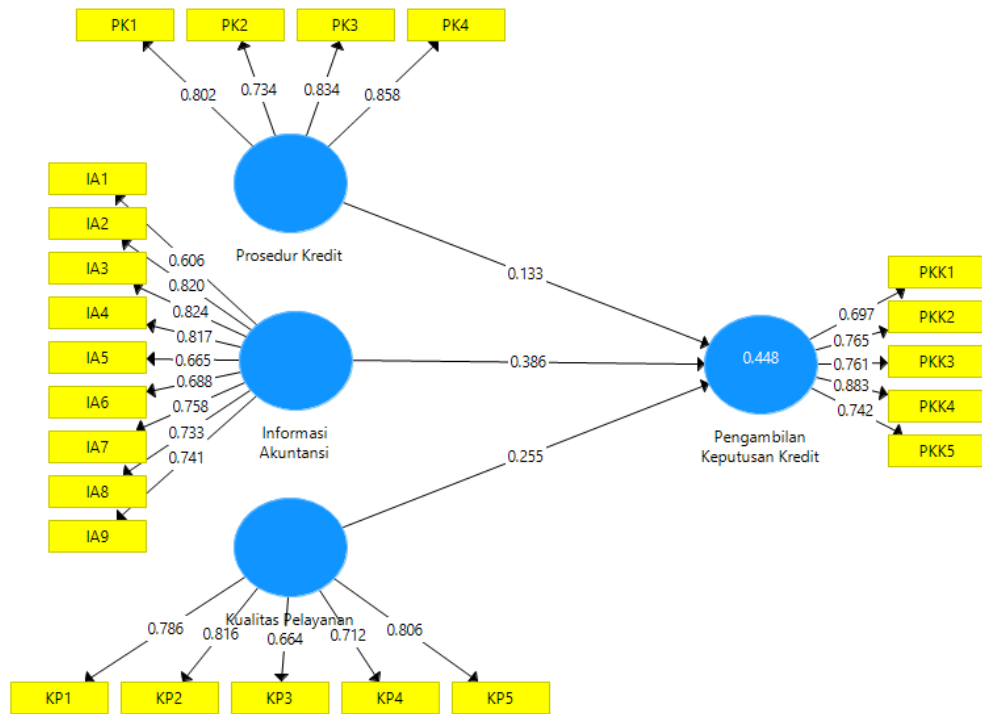 PK1 PK2 PK3 PK4
0.802 0.734 0.834 0.858
Prosedur Kredit
IA1
IA2
IA3
IA4
IA5
IA6
IA7
IA8
IA9
0.606
0.820
0.824
0.817
0.665
0.688
0.758
0.733
0.741
Informasi
Akuntansi
0.133
0.386
0.255
0.448
Pengambilan
Keputusan Kredit
0.697
0.765
0.761
0.883
0.742
PKK1
PKK2
PKK3
PKK4
PKK5
Kualitas Pelayanan
0.786 0.816 0.664 0.712 0.806
KP1 KP2 KP3 KP4 KP5